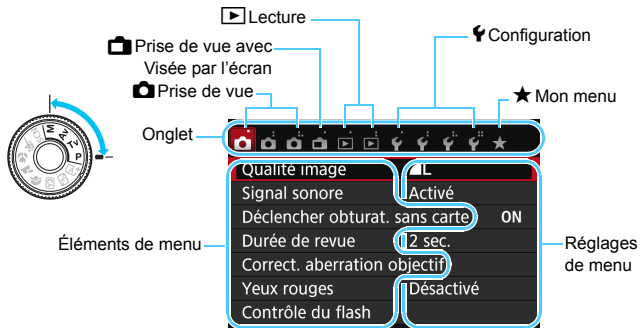 Lecture
Prise de vue avec
Visée par l'écran
Configuration
Prise de vue
Mon menu
Onglet
Qualité image L
Signal sonore Activé
Déclencher obturat. sans carte ON
Éléments de menu
Durée de revue 2 sec.
Réglages
de menu
Correct. aberration objectif
Yeux rouges Désactivé
Contrôle du flash
M
Av
Tv
P